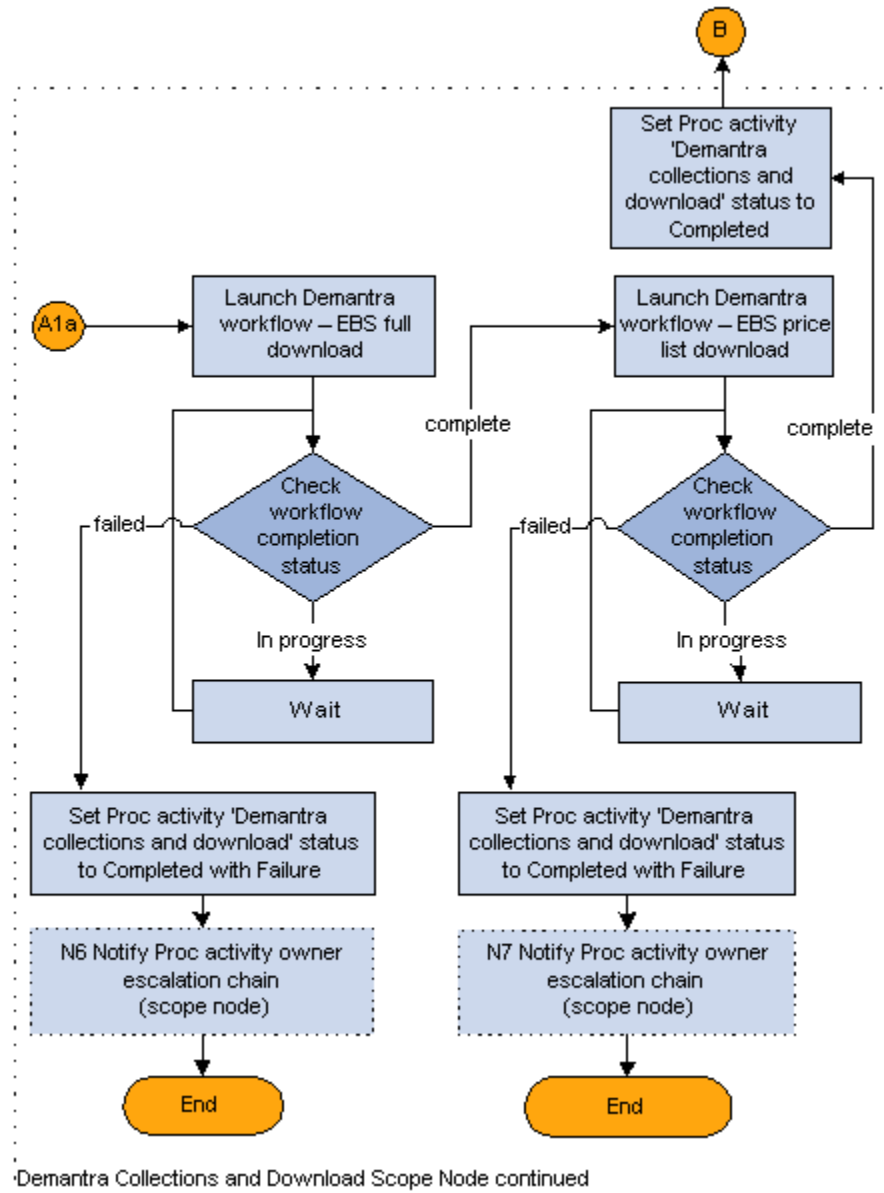 B
Set Proc activity
'Demantra
collections and
download' status to
Completed
A1a
Launch Demantra
workflow – EBS full
download
Launch Demantra
workflow – EBS price
list download
complete
complete
Check
workflow
completion
status
failed
Check
workflow
completion
status
failed
In progress
In progress
Wait
Wait
Set Proc activity 'Demantra
collections and download' status
to Completed with Failure
Set Proc activity 'Demantra
collections and download' status
to Completed with Failure
N6 Notify Proc activity owner
escalation chain
(scope node)
N7 Notify Proc activity owner
escalation chain
(scope node)
End
End
Demantra Collections and Download Scope Node continued